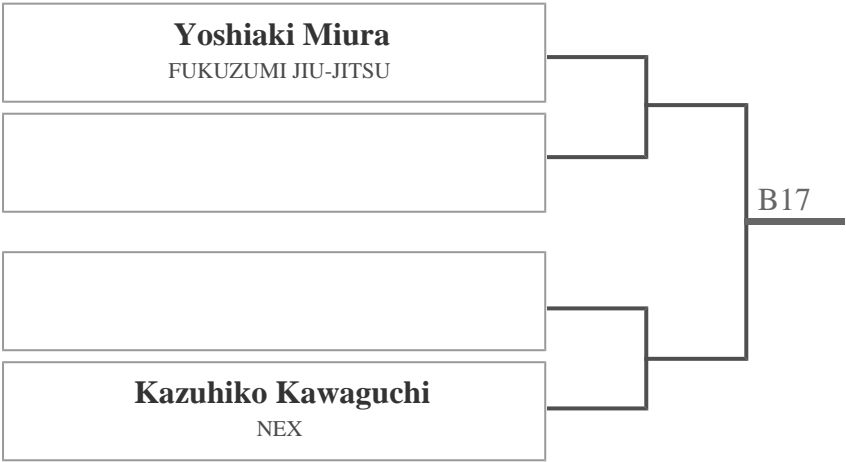 Yoshiaki Miura
FUKUZUMI JIU-JITSU
B17
Kazuhiko Kawaguchi
NEX